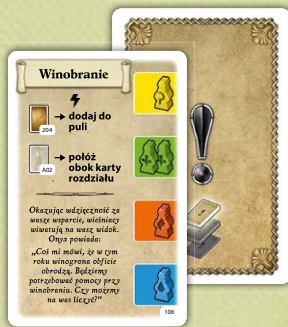 Winobranie
→ dodaj do
puli
204
→ połóż
obok karty
rozdziału
A02
Okazując wdzięczność za
wasze wsparcie, wieśniacy
wiwatują na wasz widok.
Onyx powiada:
„Coś mi mówi, że w tym
roku winogrona obficie
obrodzą. Będziemy
potrzebować pomocy przy
winobraniu. Czy możemy
na was liczyć?”
106
!